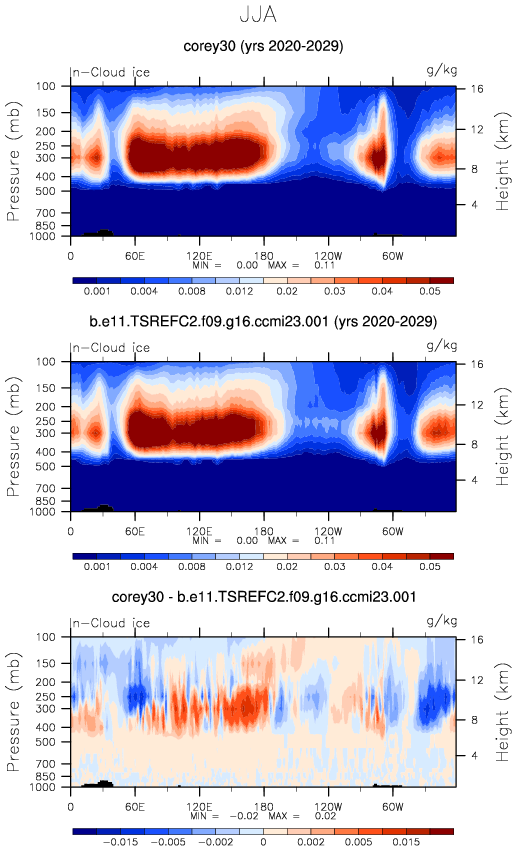 JJA
corey30 (yrs 2020-2029)
In-Cloud ice g/kg
100
150
200
250
300
400
500
700
850
1000
Pressure (mb)
16
12
8
4
Height (km)
0 60E 120E 180 120W 60W
MIN = 0.00 MAX = 0.11
0.001 0.004 0.008 0.012 0.02 0.03 0.04 0.05
b.e11.TSREFC2.f09.g16.ccmi23.001 (yrs 2020-2029)
In-Cloud ice g/kg
100
150
200
250
300
400
500
700
850
1000
Pressure (mb)
16
12
8
4
Height (km)
0 60E 120E 180 120W 60W
MIN = 0.00 MAX = 0.11
0.001 0.004 0.008 0.012 0.02 0.03 0.04 0.05
corey30 - b.e11.TSREFC2.f09.g16.ccmi23.001
In-Cloud ice g/kg
100
150
200
250
300
400
500
700
850
1000
Pressure (mb)
16
12
8
4
Height (km)
0 60E 120E 180 120W 60W
MIN = -0.02 MAX = 0.02
-0.015 -0.005 -0.002 0 0.002 0.005 0.015